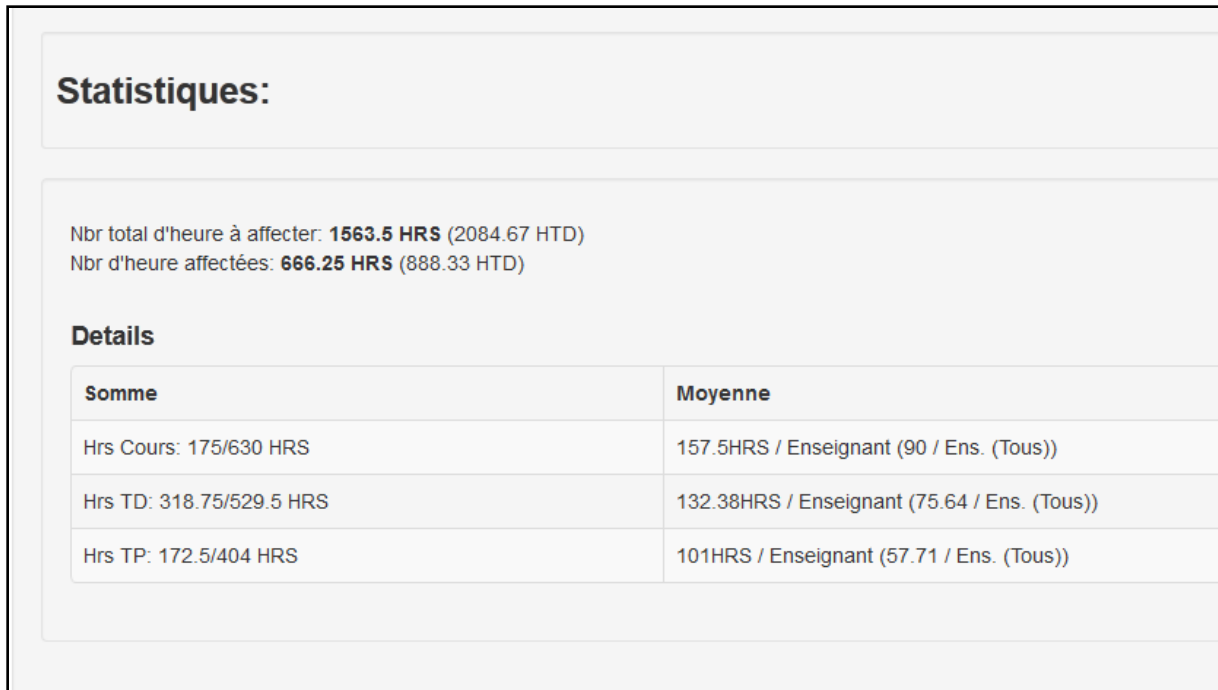 Statistiques:
Nbr total d'heure à affecter: 1563.5 HRS (2084.67 HTD)
Nbr d'heure affectées: 666.25 HRS (888.33 HTD)
Details
Somme Moyenne
Hrs Cours: 175/630 HRS 157.5HRS / Enseignant (90 / Ens. (Tous))
Hrs TD: 318.75/529.5 HRS 132.38HRS / Enseignant (75.64 / Ens. (Tous))
Hrs TP: 172.5/404 HRS 101HRS / Enseignant (57.71 / Ens. (Tous))